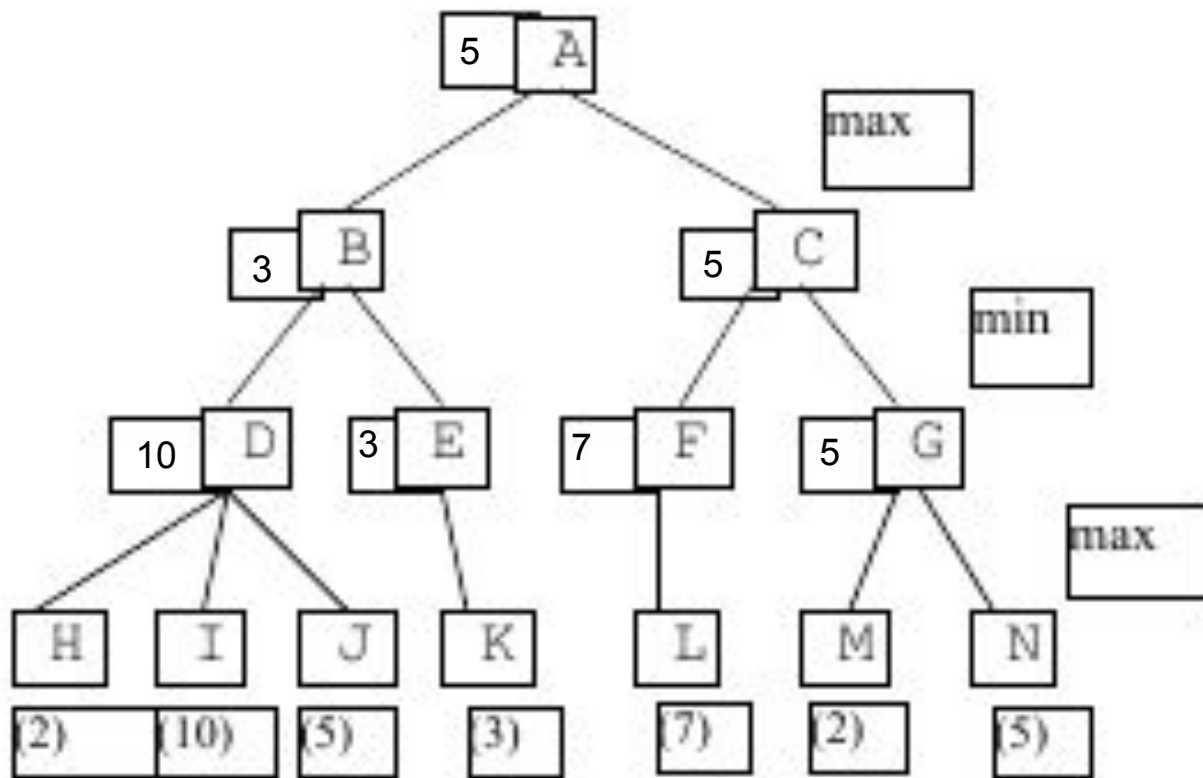 5 A
max
3 B 5 C
min
10 D 3 E 7 F 5 G
max
H I J K L M N
(2) (10) (5) (3) (7) (2) (5)